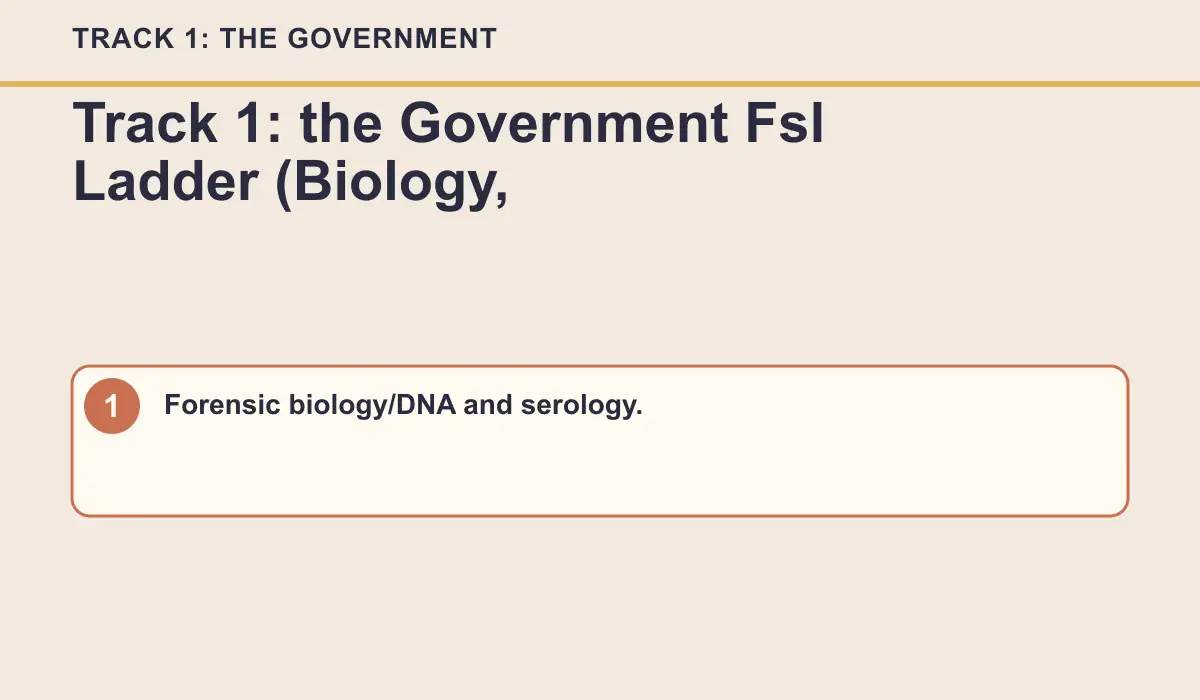 TRACK 1: THE GOVERNMENT
Track 1: the Government Fsl
Ladder (Biology,
1 Forensic biology/DNA and serology.